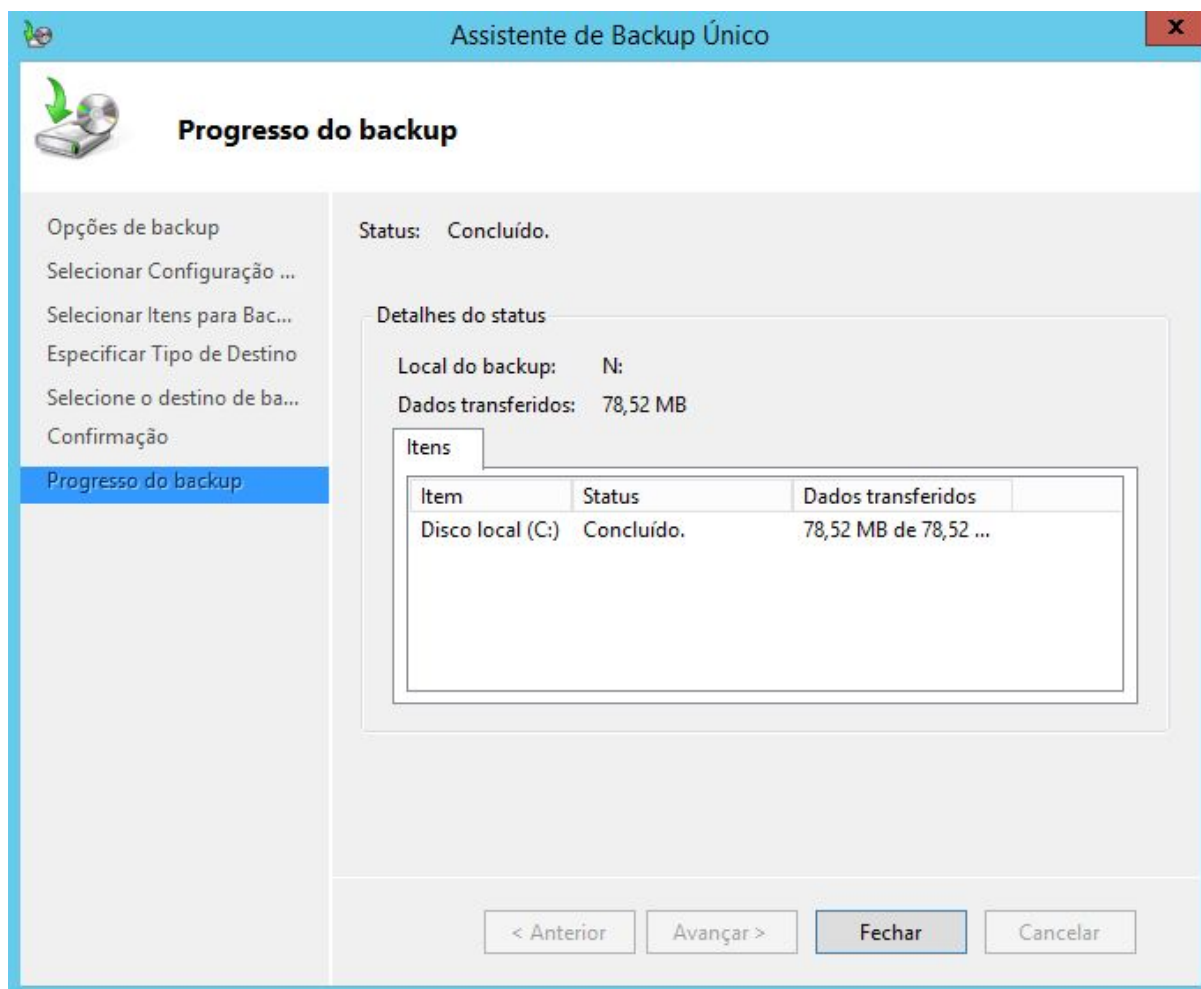 Assistente de Backup Único
x
Progresso do backup
Opções de backup
Selecionar Configuração ...
Selecionar Itens para Bac...
Especificar Tipo de Destino
Selecione o destino de ba...
Confirmação
Progresso do backup
Status: Concluído.
Detalhes do status
Local do backup: N:
Dados transferidos: 78,52 MB
Itens
Item Status Dados transferidos
Disco local (C:) Concluído. 78,52 MB de 78,52 ...
< Anterior Avançar > Fechar Cancelar